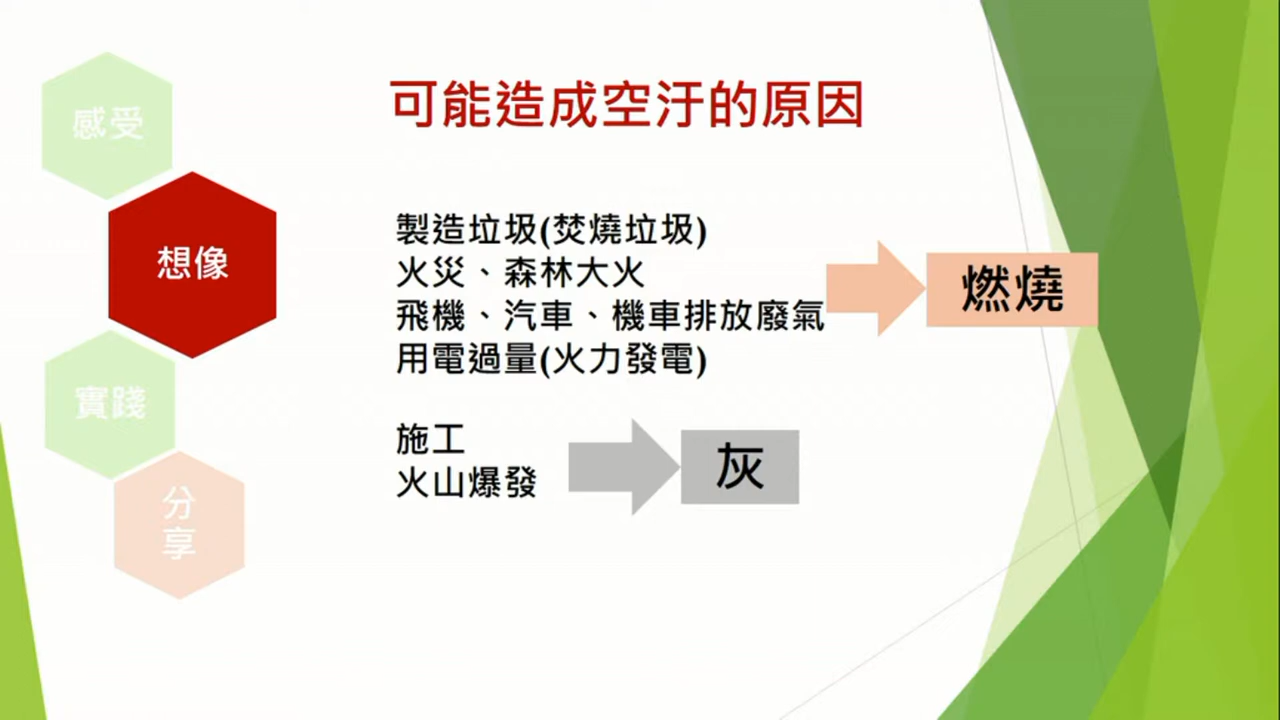 可能造成空汙的原因
感受
想像
實踐
分
享
製造垃圾(焚燒垃圾)
火災、森林大火
飛機、汽車、機車排放廢氣
用電過量(火力發電)
燃燒
施工
火山爆發
灰